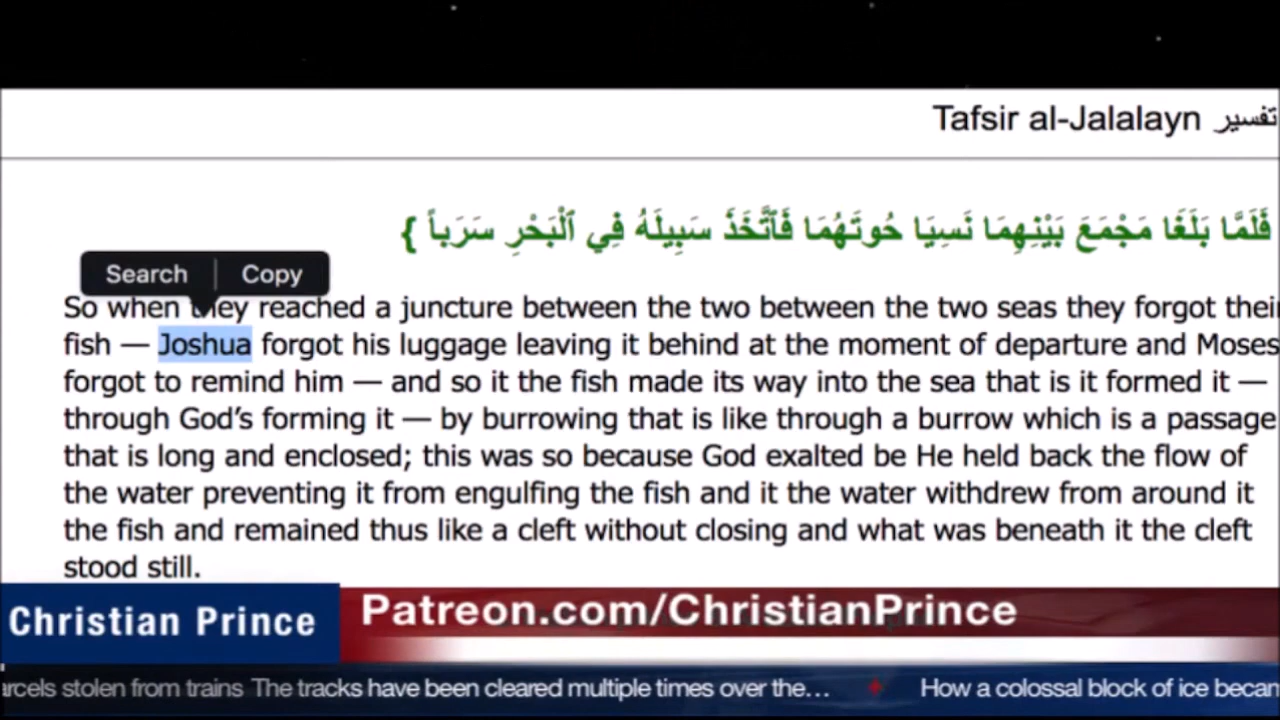 Tafsir al-Jalalayn تفسير
فَلَمَّا بَلَغَا مَجْمَعَ بَيْنِهِمَا نَسِيَا حُوتَهُمَا فَٱتَّخَذَ سَبِيلَهُ فِي ٱلْبَحْرِ سَرَباً }
Search Copy
So when they reached a juncture between the two between the two seas they forgot their
fish — Joshua forgot his luggage leaving it behind at the moment of departure and Moses
forgot to remind him — and so it the fish made its way into the sea that is it formed it —
through God’s forming it — by burrowing that is like through a burrow which is a passage
that is long and enclosed; this was so because God exalted be He held back the flow of
the water preventing it from engulfing the fish and it the water withdrew from around it
the fish and remained thus like a cleft without closing and what was beneath it the cleft
stood still.
Christian Prince
Patreon.com/ChristianPrince
arcels stolen from trains The tracks have been cleared multiple times over the… How a colossal block of ice becan